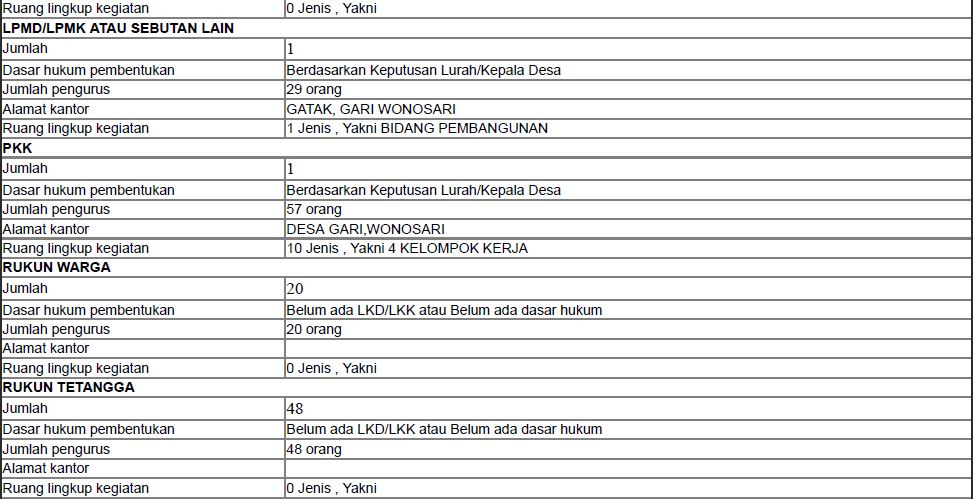 Ruang lingkup kegiatan 0 Jenis , Yakni
LPMD/LPMK ATAU SEBUTAN LAIN
Jumlah 1
Dasar hukum pembentukan Berdasarkan Keputusan Lurah/Kepala Desa
Jumlah pengurus 29 orang
Alamat kantor GATAK, GARI WONOSARI
Ruang lingkup kegiatan 1 Jenis , Yakni BIDANG PEMBANGUNAN
PKK
Jumlah 1
Dasar hukum pembentukan Berdasarkan Keputusan Lurah/Kepala Desa
Jumlah pengurus 57 orang
Alamat kantor DESA GARI,WONOSARI
Ruang lingkup kegiatan 10 Jenis , Yakni 4 KELOMPOK KERJA
RUKUN WARGA
Jumlah 20
Dasar hukum pembentukan Belum ada LKD/LKK atau Belum ada dasar hukum
Jumlah pengurus 20 orang
Alamat kantor
Ruang lingkup kegiatan 0 Jenis , Yakni
RUKUN TETANGGA
Jumlah 48
Dasar hukum pembentukan Belum ada LKD/LKK atau Belum ada dasar hukum
Jumlah pengurus 48 orang
Alamat kantor
Ruang lingkup kegiatan 0 Jenis , Yakni